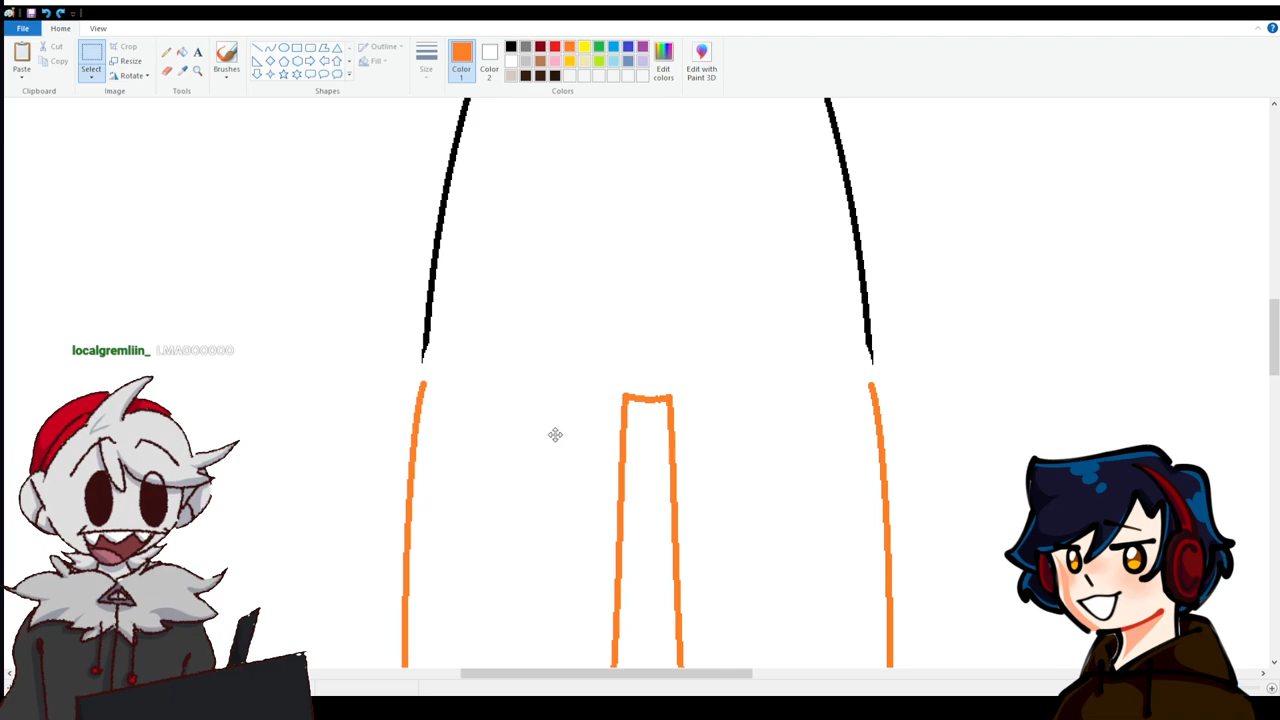 File
Home
View
Paste
Cut
Copy
Clipboard
Select
Crop
Resize
Rotate
Image
A
Tools
Brushes
Outline
Fill
Shapes
Size
Color 1
Color 2
Edit colors
Edit with Paint 3D
Colors
localgremliin_ LMAOOOOOO